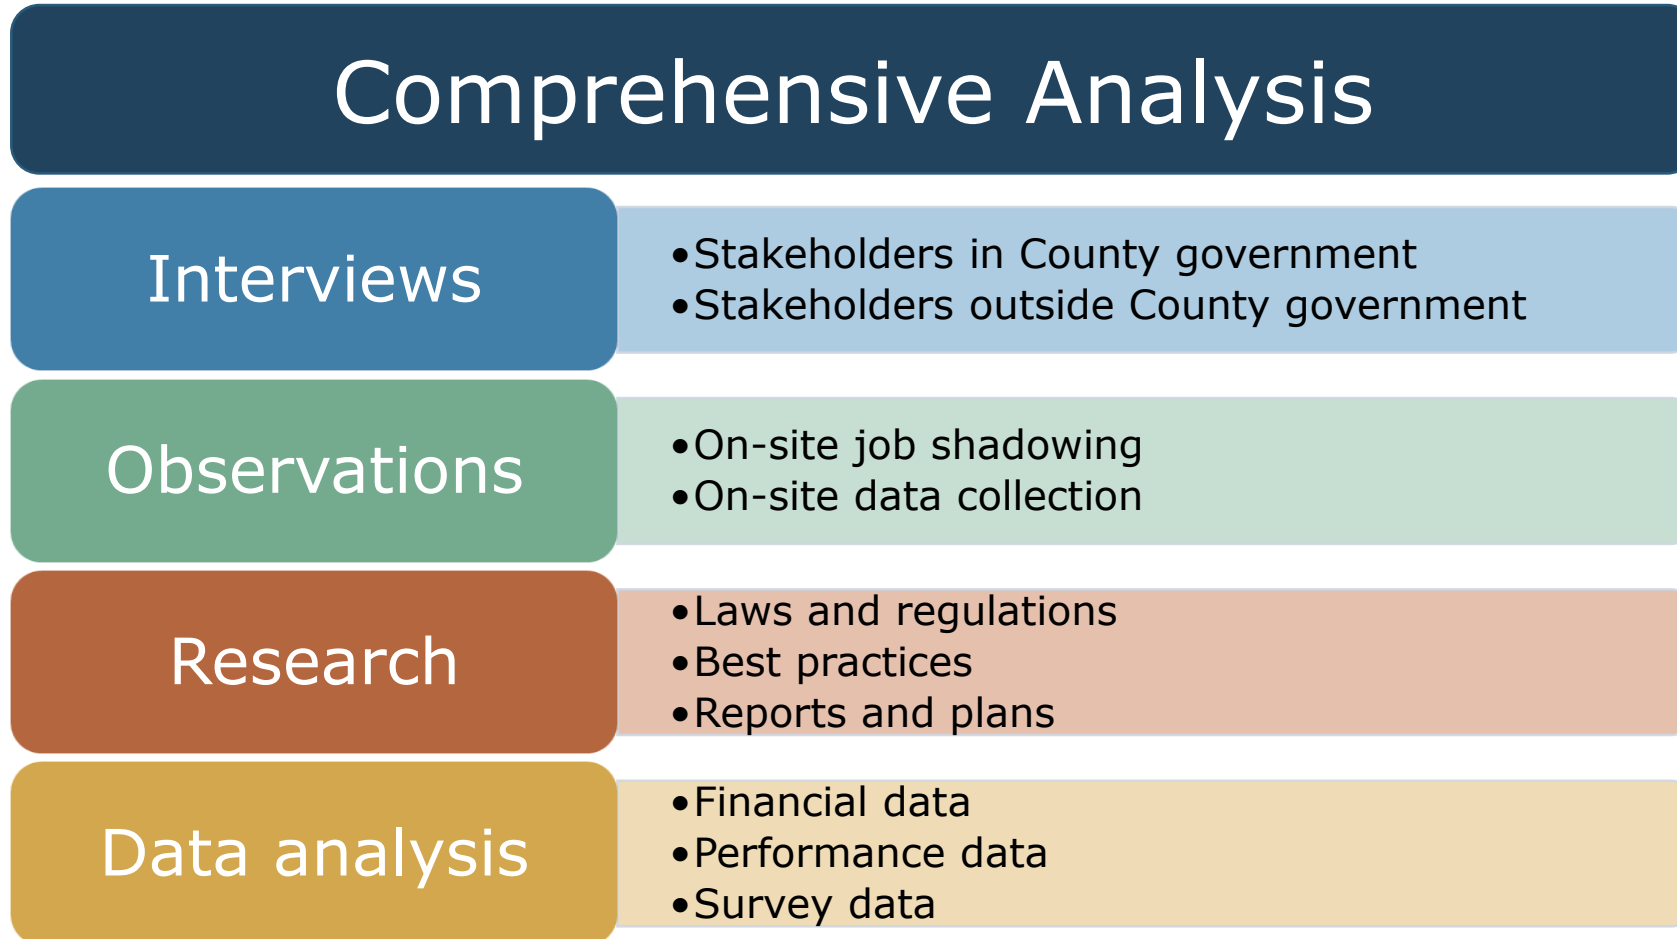 Comprehensive Analysis
Interviews
•Stakeholders in County government
•Stakeholders outside County government
Observations
•On-site job shadowing
•On-site data collection
Research
•Laws and regulations
•Best practices
•Reports and plans
Data analysis
•Financial data
•Performance data
•Survey data